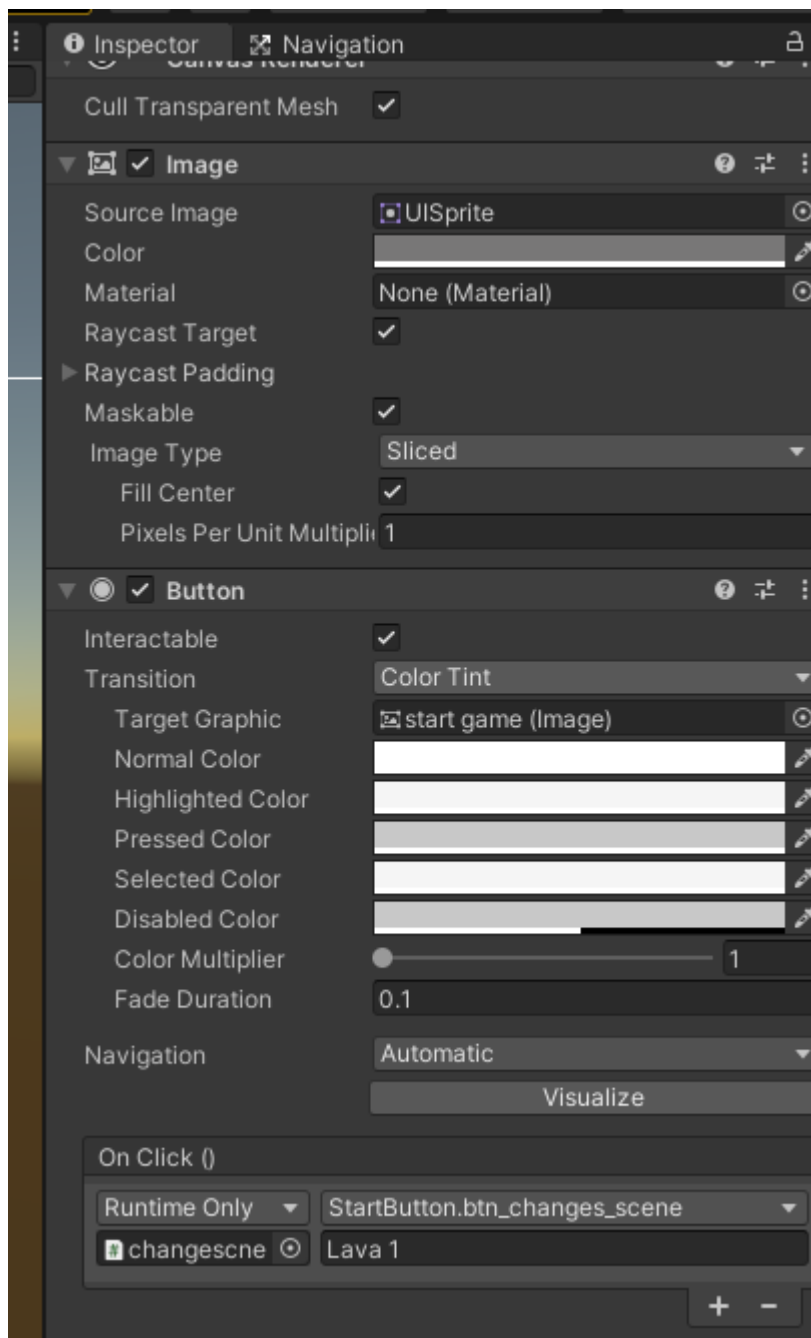 Inspector Navigation
Canvas Renderer
Cull Transparent Mesh
Image
Source Image UISprite
Color
Material None (Material)
Raycast Target
Raycast Padding
Maskable
Image Type Sliced
Fill Center
Pixels Per Unit Multipli 1
Button
Interactable
Transition Color Tint
Target Graphic start game (Image)
Normal Color
Highlighted Color
Pressed Color
Selected Color
Disabled Color
Color Multiplier 1
Fade Duration 0.1
Navigation Automatic
Visualize
On Click ()
Runtime Only StartButton.btn_changes_scene
changescne Lava 1